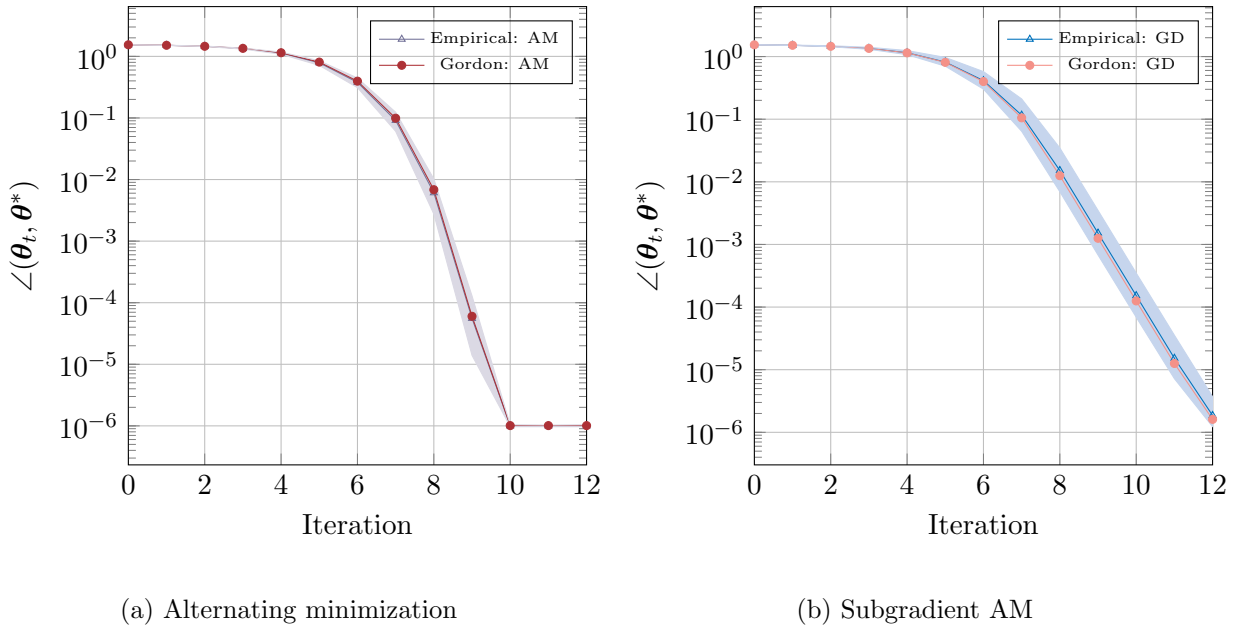 10^0
10^{-1}
10^{-2}
10^{-3}
10^{-4}
10^{-5}
10^{-6}
∠(θ_t, θ*)
0 2 4 6 8 10 12
Iteration
Empirical: AM
Gordon: AM
(a) Alternating minimization
10^0
10^{-1}
10^{-2}
10^{-3}
10^{-4}
10^{-5}
10^{-6}
∠(θ_t, θ*)
0 2 4 6 8 10 12
Iteration
Empirical: GD
Gordon: GD
(b) Subgradient AM